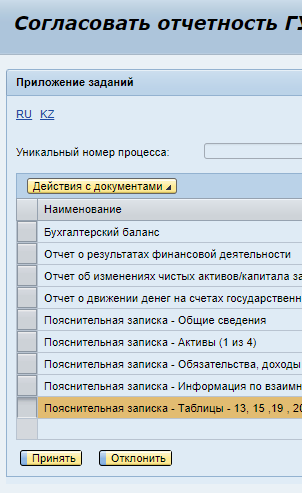 Согласовать отчетность ГУ
Приложение заданий
RU KZ
Уникальный номер процесса:
Действия с документами
Наименование
Бухгалтерский баланс
Отчет о результатах финансовой деятельности
Отчет об изменениях чистых активов/капитала за
Отчет о движении денег на счетах государственн
Пояснительная записка - Общие сведения
Пояснительная записка - Активы (1 из 4)
Пояснительная записка - Обязательства, доходы
Пояснительная записка - Информация по взаимн
Пояснительная записка - Таблицы - 13, 15 ,19 , 20
Принять Отклонить